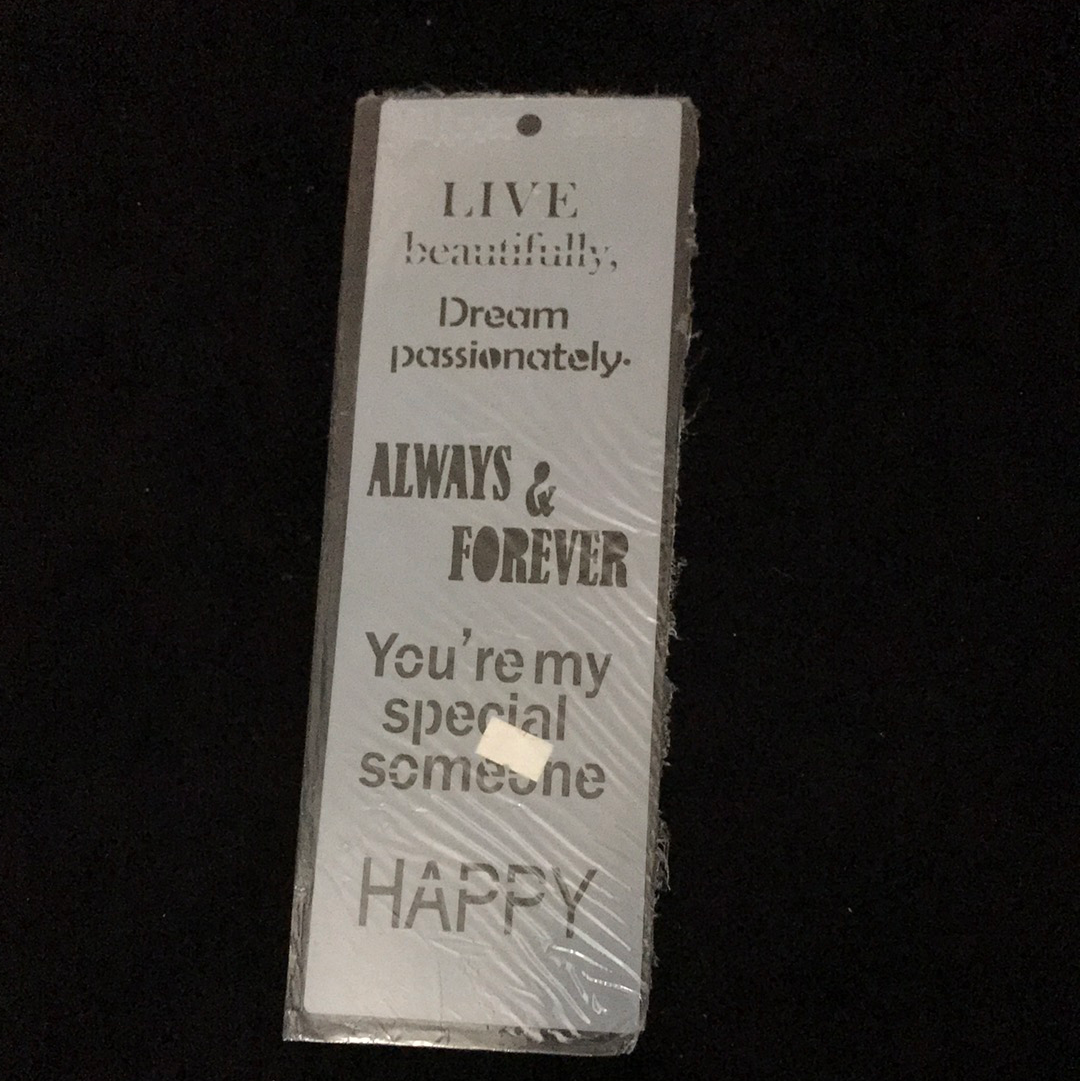 LIVE
beautifully,
Dream
passionately.
ALWAYS &
FOREVER
You're my
special
someone
HAPPY